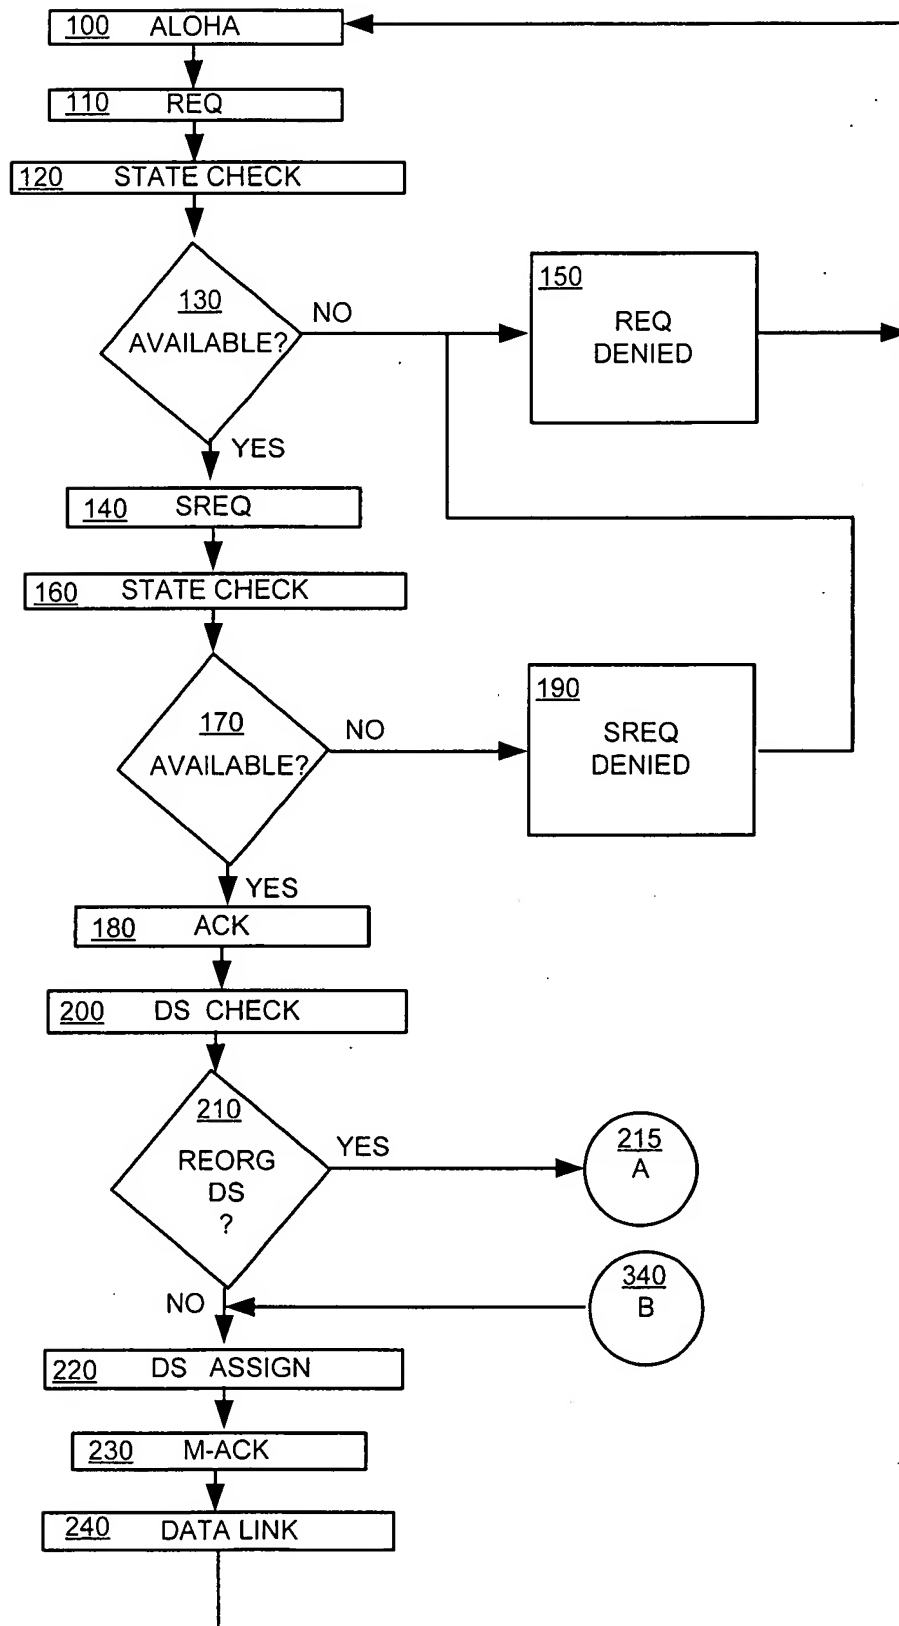 100 ALOHA
110 REQ
120 STATE CHECK
130
AVAILABLE?
NO
150
REQ
DENIED
YES
140 SREQ
160 STATE CHECK
170
AVAILABLE?
NO
190
SREQ
DENIED
YES
180 ACK
200 DS CHECK
210
REORG
DS
?
YES
215
A
NO
340
B
220 DS ASSIGN
230 M-ACK
240 DATA LINK